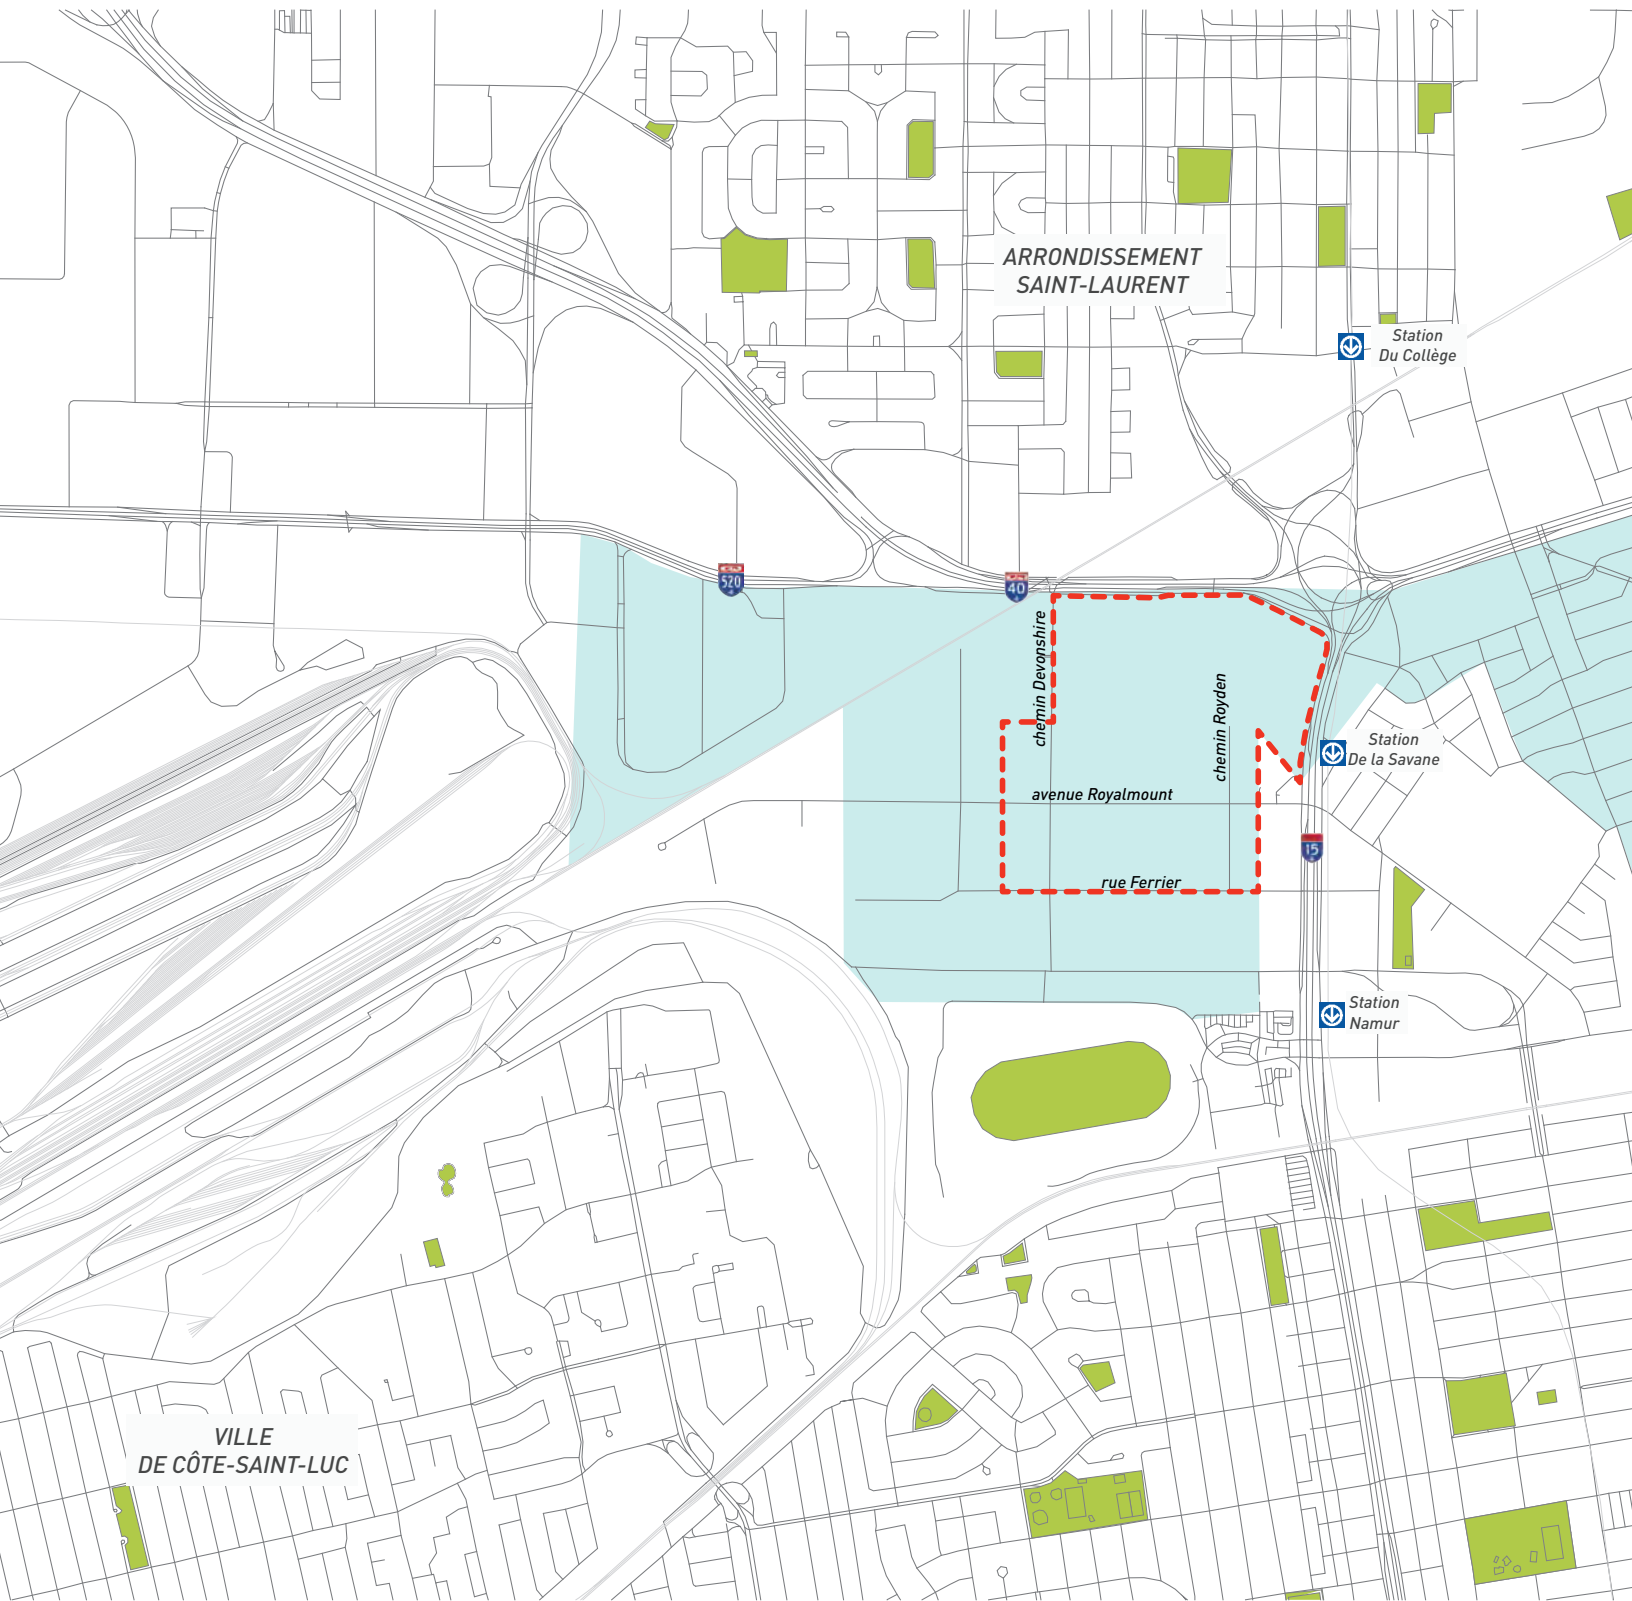 ARRONDISSEMENT
SAINT-LAURENT
Station
Du Collège
520
40
chemin Devonshire
chemin Royden
Station
De la Savane
avenue Royalmount
15
rue Ferrier
Station
Namur
VILLE
DE CÔTE-SAINT-LUC